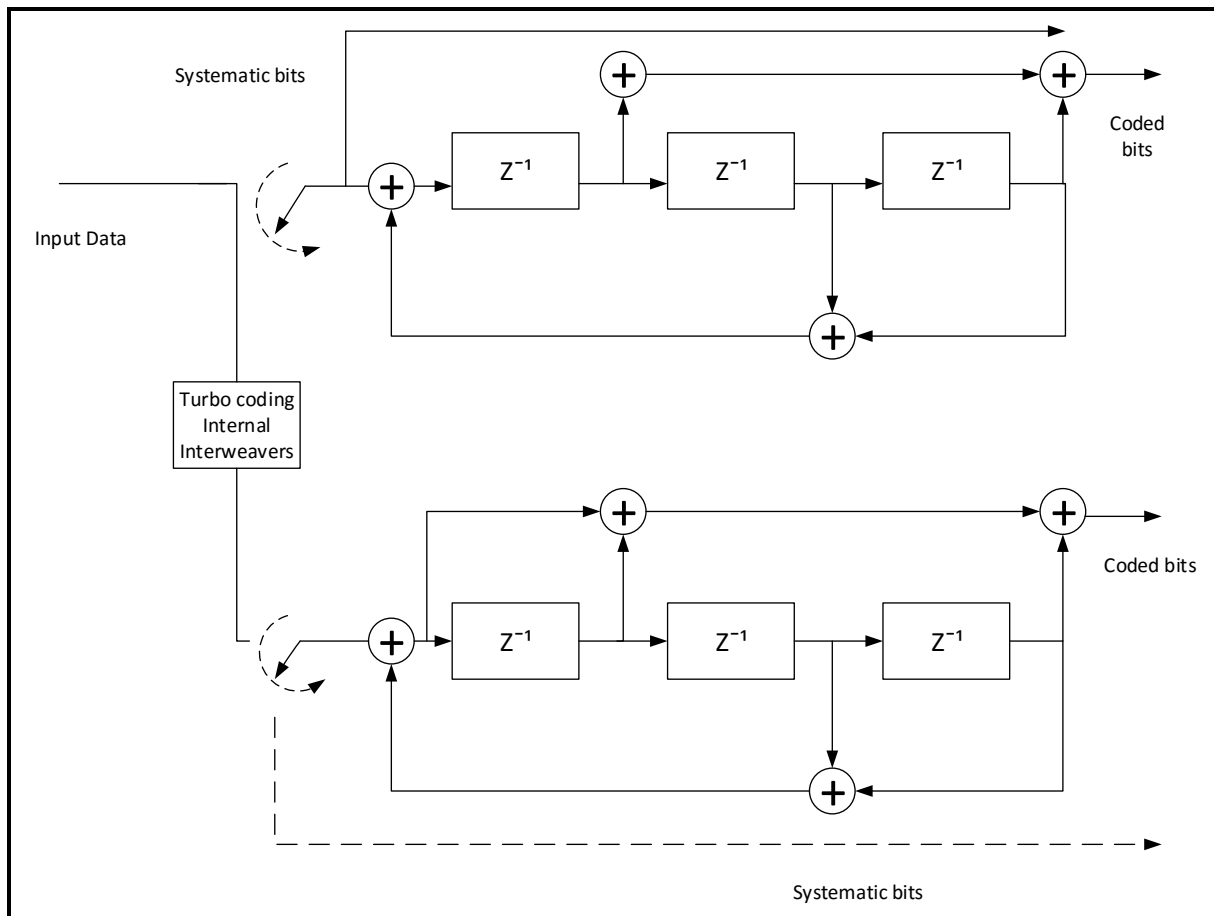 Systematic bits
+
+
Coded
bits
Z⁻¹
Z⁻¹
Z⁻¹
+
Input Data
+
Turbo coding
Internal
Interweavers
+
+
Coded bits
Z⁻¹
Z⁻¹
Z⁻¹
+
+
Systematic bits